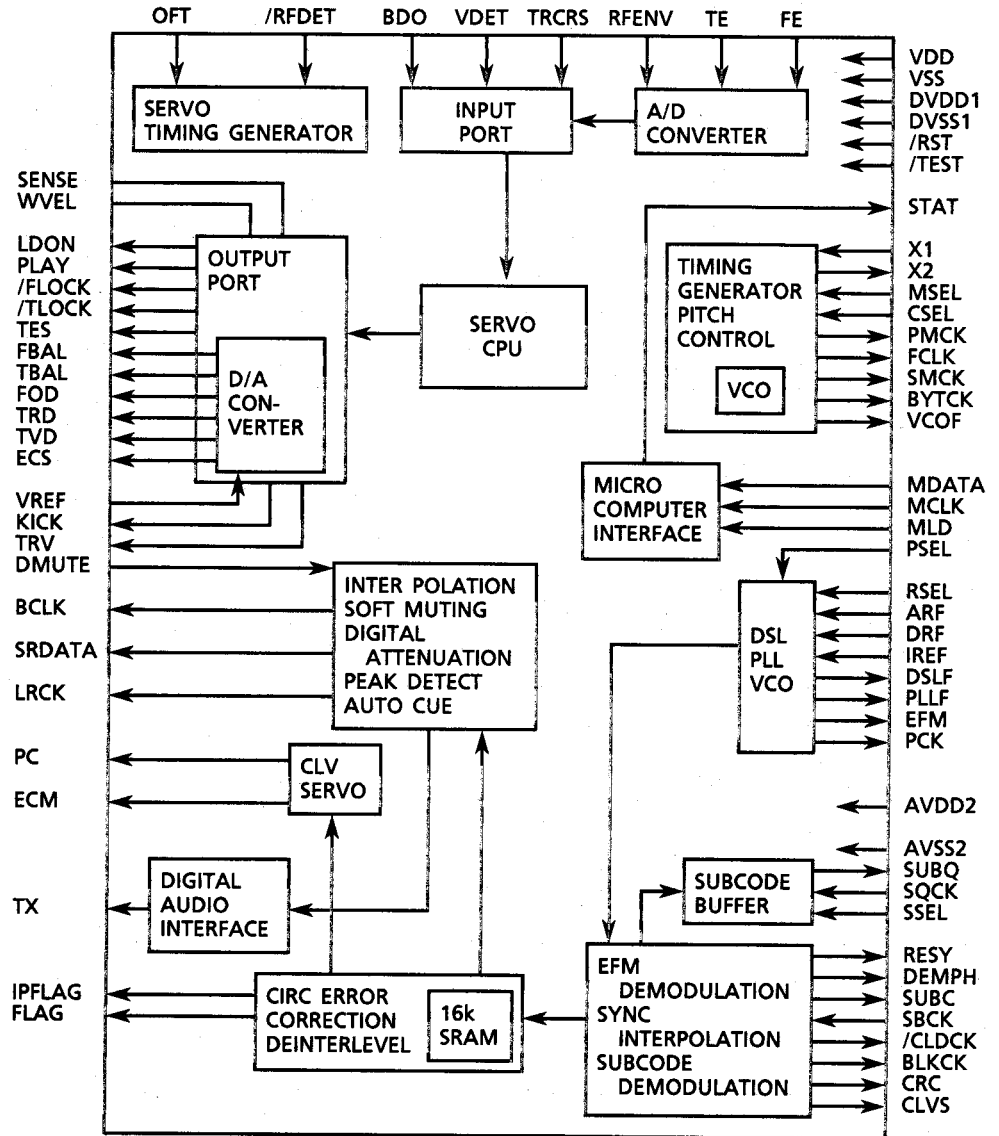 OFT /RFDET BDO VDET TRCRS RFENV TE FE
SERVO
TIMING GENERATOR
INPUT
PORT
A/D
CONVERTER
VDD
VSS
DVDD1
DVSS1
/RST
/TEST
STAT
SENSE
WVEL
LDON
PLAY
/FLOCK
/TLOCK
TES
FBAL
TBAL
FOD
TRD
TVD
ECS
VREF
KICK
TRV
OUTPUT
PORT
D/A
CON-
VERTER
SERVO
CPU
TIMING
GENERATOR
PITCH
CONTROL
VCO
X1
X2
MSEL
CSEL
PMCK
FCLK
SMCK
BYTCK
VCOF
MICRO
COMPUTER
INTERFACE
MDATA
MCLK
MLD
PSEL
DMUTE
BCLK
SRDATA
LRCK
INTER POLATION
SOFT MUTING
DIGITAL
ATTENUATION
PEAK DETECT
AUTO CUE
DSL
PLL
VCO
RSEL
ARF
DRF
IREF
DSLF
PLLF
EFM
PCK
PC
ECM
CLV
SERVO
AVDD2
AVSS2
TX
DIGITAL
AUDIO
INTERFACE
SUBCODE
BUFFER
SUBQ
SQCK
SSEL
IPFLAG
FLAG
CIRC ERROR
CORRECTION
DEINTERLEVEL
16k
SRAM
EFM
DEMODULATION
SYNC
INTERPOLATION
SUBCODE
DEMODULATION
RESY
DEMPH
SUBC
SBCK
/CLDCK
BLKCK
CRC
CLVS